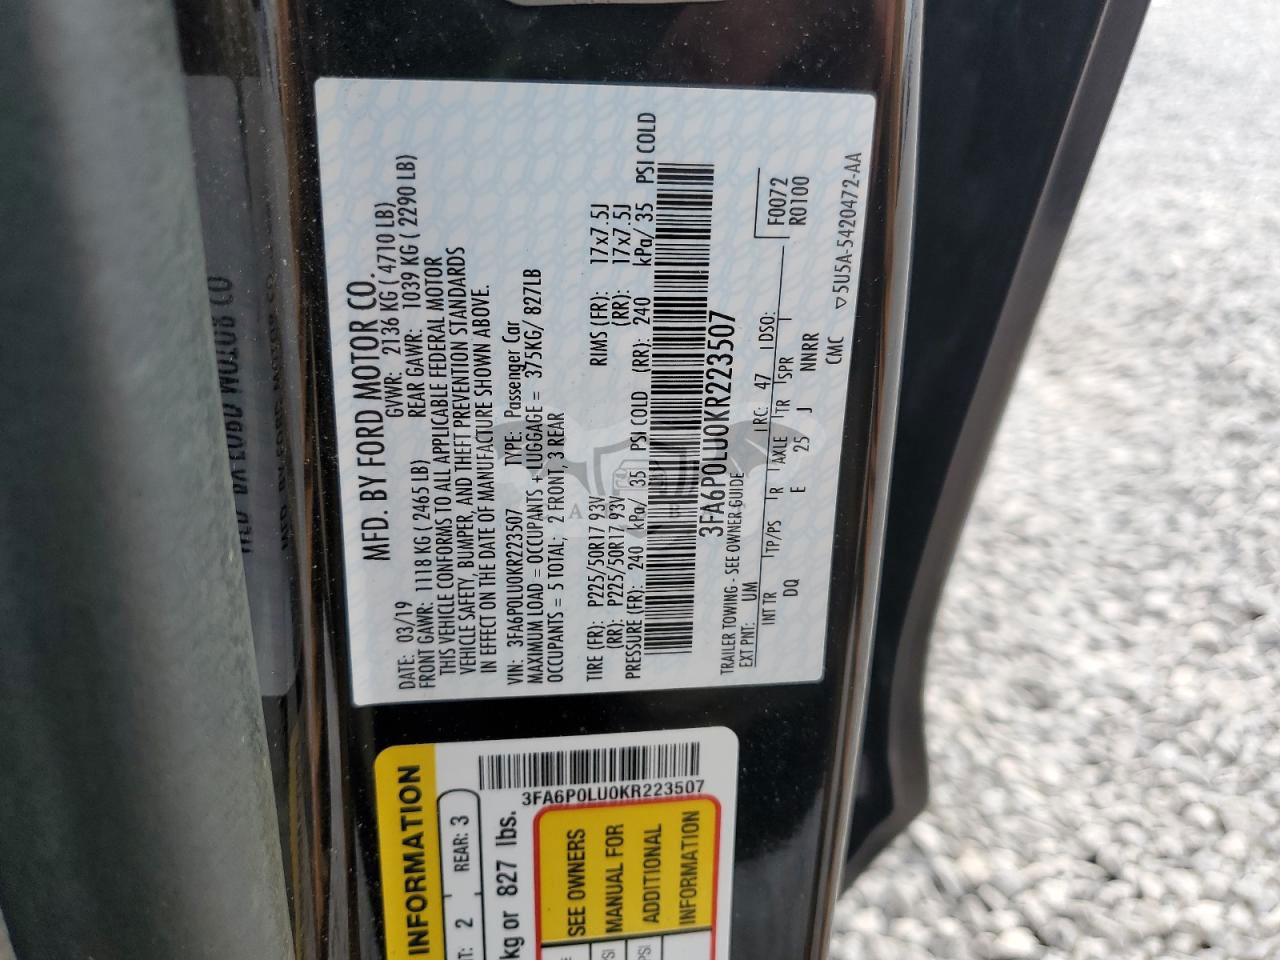 MFD. BY FORD MOTOR CO.
DATE: 03/19 GVWR: 2136 KG ( 4710 LB)
FRONT GAWR: 1118 KG ( 2465 LB) REAR GAWR: 1039 KG ( 2290 LB)
THIS VEHICLE CONFORMS TO ALL APPLICABLE FEDERAL MOTOR
VEHICLE SAFETY, BUMPER, AND THEFT PREVENTION STANDARDS
IN EFFECT ON THE DATE OF MANUFACTURE SHOWN ABOVE.
VIN: 3FA6P0LU0KR223507 TYPE: Passenger Car
MAXIMUM LOAD = OCCUPANTS + LUGGAGE = 375KG/ 827LB
OCCUPANTS = 5 TOTAL; 2 FRONT 3 REAR
TIRE (FR): P225/50R17 93V RIMS (FR): 17x7.5J
(RR): P225/50R17 93V (RR): 17x7.5J
PRESSURE (FR): 240 kPa/ 35 PSI COLD (RR): 240 kPa/ 35 PSI COLD
3FA6P0LU0KR223507
TRAILER TOWING - SEE OWNER GUIDE
EXT PNT: UM RC: 47 DSO: F0072
INT TR TP/PS R AXLE TR SPR R0100
DQ E 25 J NNRR
CMC
▽5U5A-5420472-AA
INFORMATION
2 REAR: 3
kg or 827 lbs.
3FA6P0LU0KR223507
SEE OWNERS
MANUAL FOR
ADDITIONAL
INFORMATION